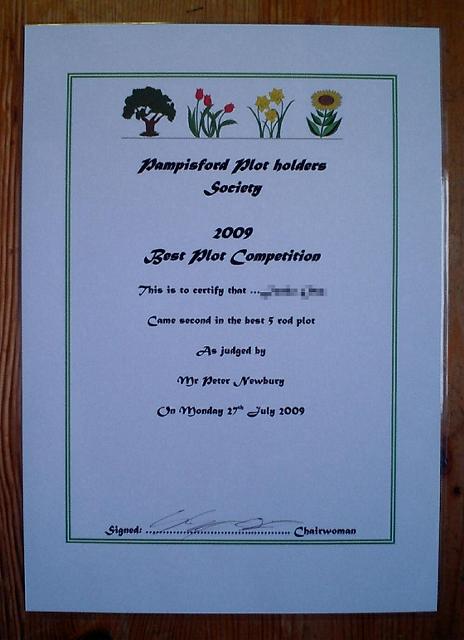 Pampisford Plot holders
Society
2009
Best Plot Competition
This is to certify that ...
Came second in the best 5 rod plot
As judged by
Mr Peter Newbury
On Monday 27th July 2009
Signed: ........................................ Chairwoman